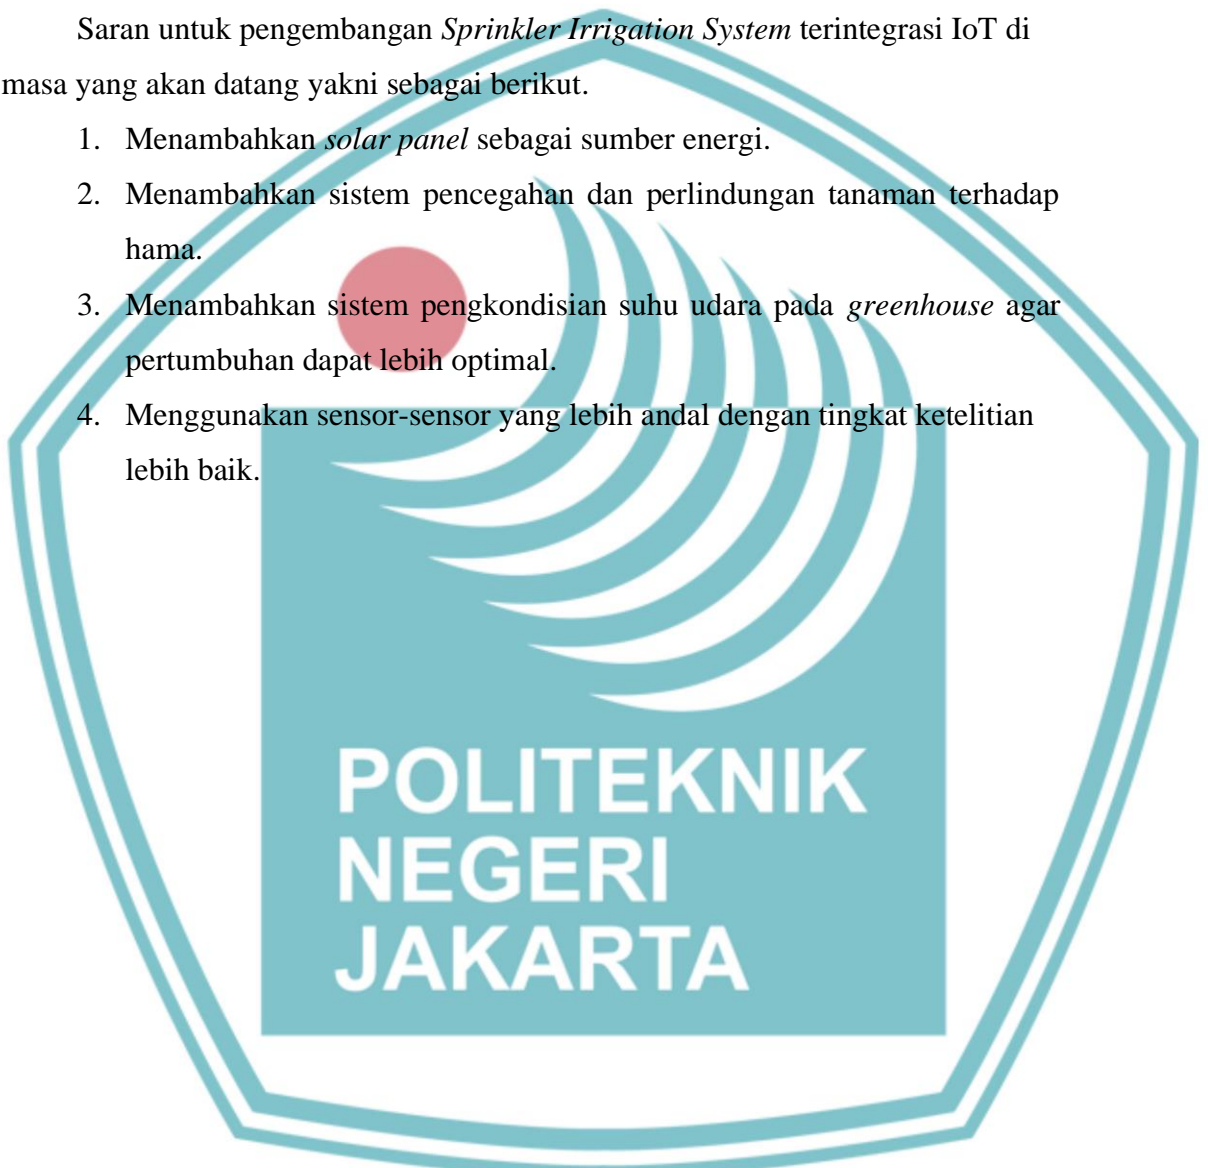 Saran untuk pengembangan Sprinkler Irrigation System terintegrasi IoT di
masa yang akan datang yakni sebagai berikut.
1. Menambahkan solar panel sebagai sumber energi.
2. Menambahkan sistem pencegahan dan perlindungan tanaman terhadap
hama.
3. Menambahkan sistem pengkondisian suhu udara pada greenhouse agar
pertumbuhan dapat lebih optimal.
4. Menggunakan sensor-sensor yang lebih andal dengan tingkat ketelitian
lebih baik.
POLITEKNIK
NEGERI
JAKARTA